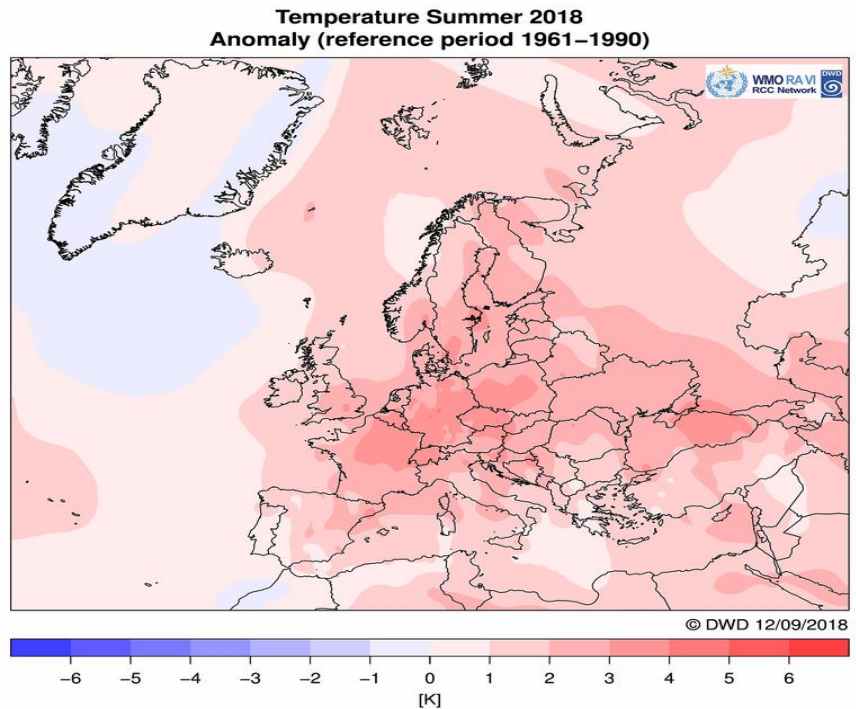 Temperature Summer 2018
Anomaly (reference period 1961−1990)
WMO RA VI
RCC Network
DWD
© DWD 12/09/2018
−6 −5 −4 −3 −2 −1 0 1 2 3 4 5 6
[K]